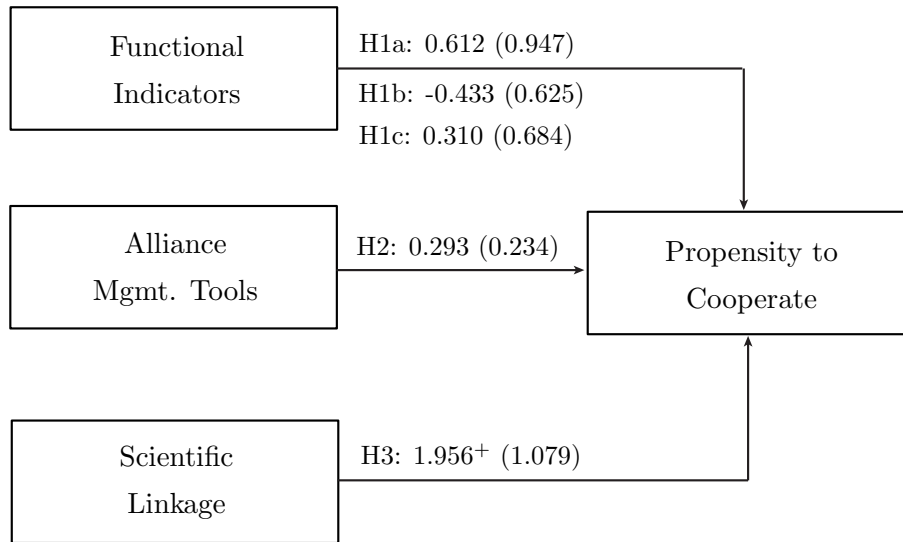 Functional
Indicators
H1a: 0.612 (0.947)
H1b: -0.433 (0.625)
H1c: 0.310 (0.684)
Alliance
Mgmt. Tools
H2: 0.293 (0.234)
Propensity to
Cooperate
Scientific
Linkage
H3: 1.956⁺ (1.079)